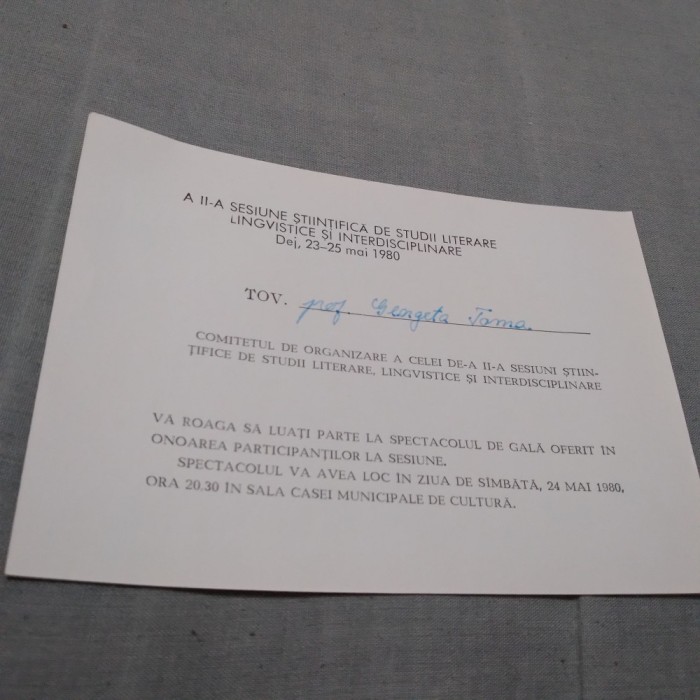 A II-A SESIUNE ȘTIINȚIFICĂ DE STUDII LITERARE
LINGVISTICE ȘI INTERDISCIPLINARE
Dej, 23-25 mai 1980
TOV. prof. Gengeta Toma
COMITETUL DE ORGANIZARE A CELEI DE-A II-A SESIUNI ȘTIIN-
ȚIFICE DE STUDII LITERARE, LINGVISTICE ȘI INTERDISCIPLINARE
VĂ ROAGĂ SĂ LUAȚI PARTE LA SPECTACOLUL DE GALĂ OFERIT ÎN
ONOAREA PARTICIPANȚILOR LA SESIUNE.
SPECTACOLUL VA AVEA LOC ÎN ZIUA DE SÎMBĂTĂ, 24 MAI 1980,
ORA 20.30 ÎN SALA CASEI MUNICIPALE DE CULTURĂ.